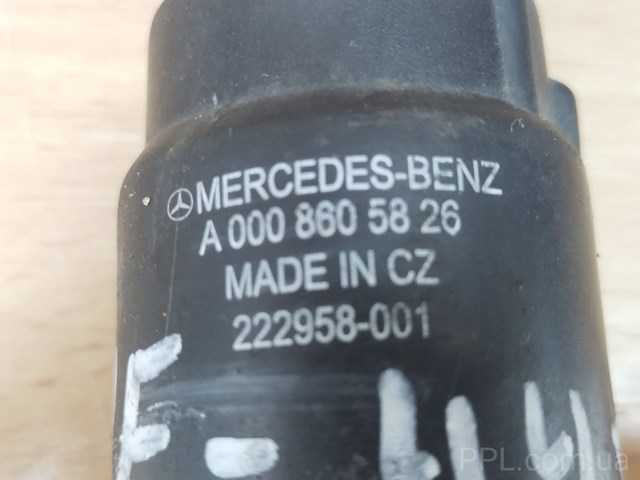 MERCEDES-BENZ
A 000 860 58 26
MADE IN CZ
222958-001
PPL.com.ua